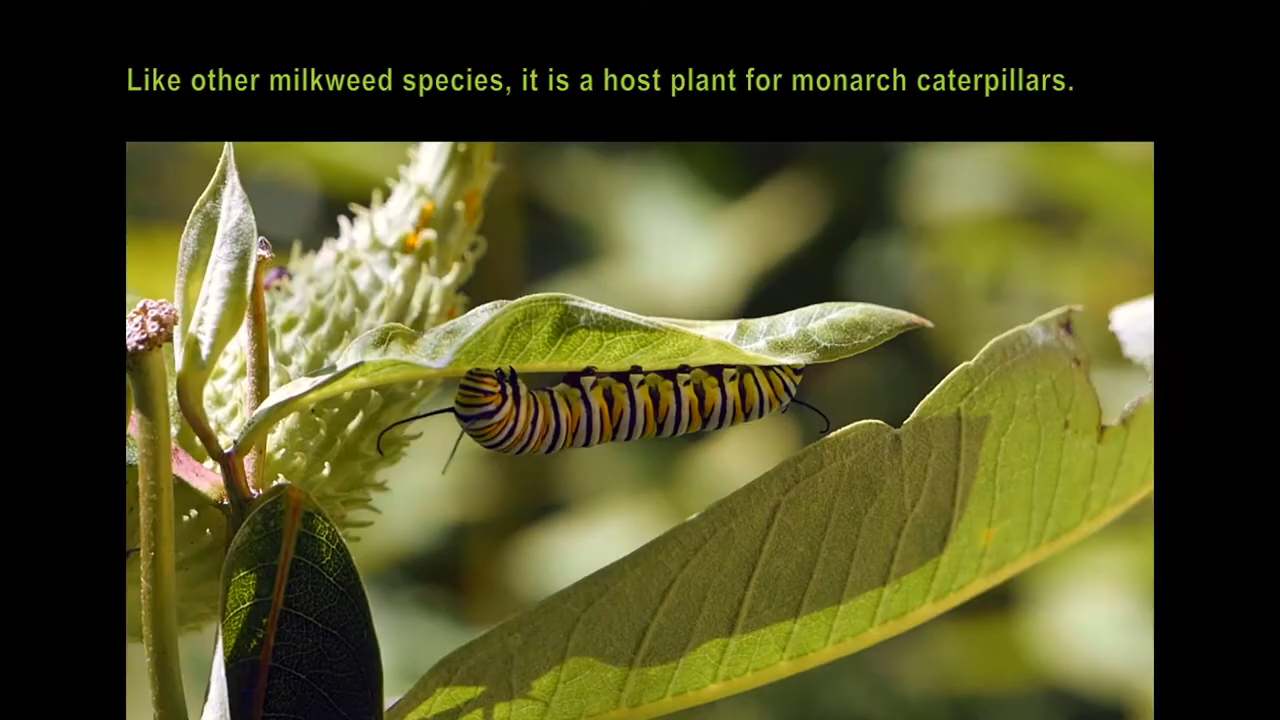 Like other milkweed species, it is a host plant for monarch caterpillars.